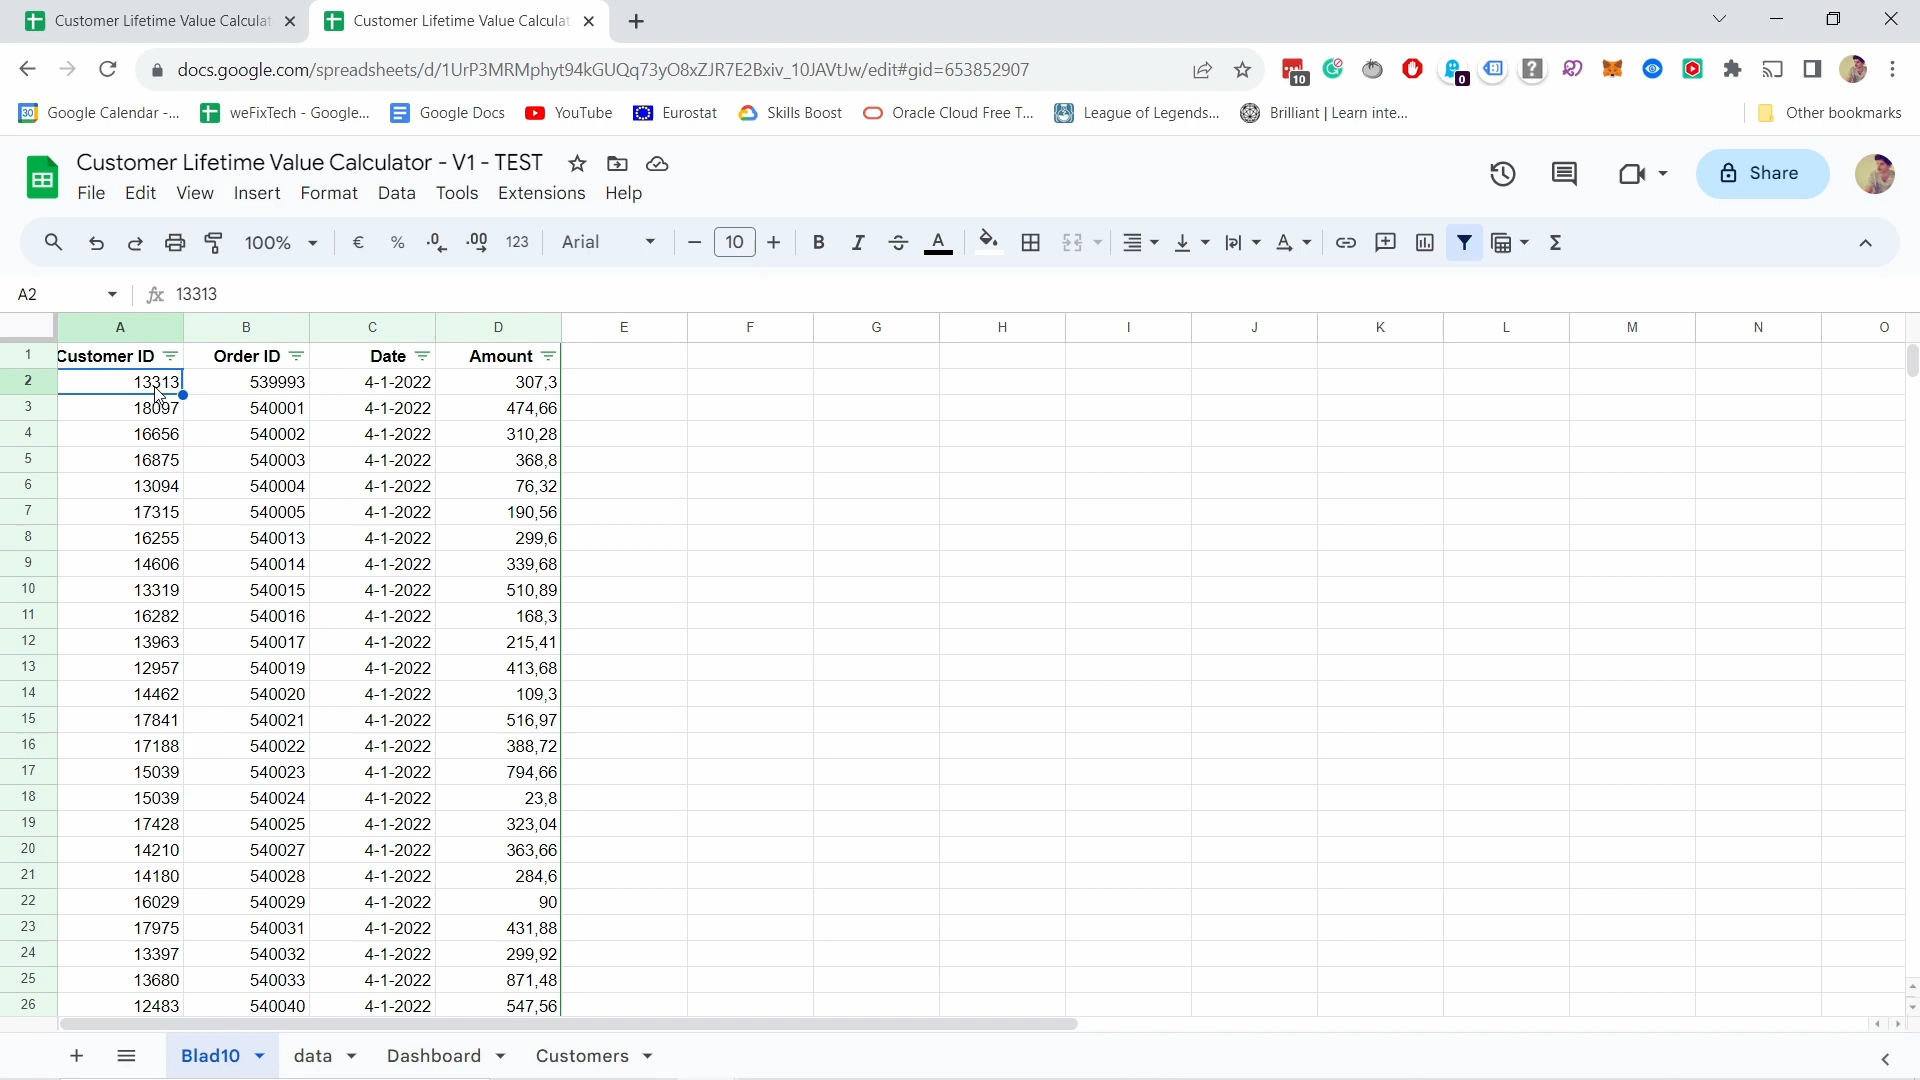 Customer Lifetime Value Calculat
Customer Lifetime Value Calculat
docs.google.com/spreadsheets/d/1UrP3MRMphyt94kGUQq73yO8xZJR7E2Bxiv_10JAVtJw/edit#gid=653852907
10
0
30 Google Calendar -...
weFixTech - Google...
Google Docs
YouTube
Eurostat
Skills Boost
Oracle Cloud Free T...
League of Legends...
Brilliant | Learn inte...
Other bookmarks
Customer Lifetime Value Calculator - V1 - TEST
File Edit View Insert Format Data Tools Extensions Help
Share
100% € % .0 .00 123 Arial 10 B I S A Σ
A2 fx 13313
A B C D E F G H I J K L M N O
1 Customer ID Order ID Date Amount
2 13313 539993 4-1-2022 307,3
3 18097 540001 4-1-2022 474,66
4 16656 540002 4-1-2022 310,28
5 16875 540003 4-1-2022 368,8
6 13094 540004 4-1-2022 76,32
7 17315 540005 4-1-2022 190,56
8 16255 540013 4-1-2022 299,6
9 14606 540014 4-1-2022 339,68
10 13319 540015 4-1-2022 510,89
11 16282 540016 4-1-2022 168,3
12 13963 540017 4-1-2022 215,41
13 12957 540019 4-1-2022 413,68
14 14462 540020 4-1-2022 109,3
15 17841 540021 4-1-2022 516,97
16 17188 540022 4-1-2022 388,72
17 15039 540023 4-1-2022 794,66
18 15039 540024 4-1-2022 23,8
19 17428 540025 4-1-2022 323,04
20 14210 540027 4-1-2022 363,66
21 14180 540028 4-1-2022 284,6
22 16029 540029 4-1-2022 90
23 17975 540031 4-1-2022 431,88
24 13397 540032 4-1-2022 299,92
25 13680 540033 4-1-2022 871,48
26 12483 540040 4-1-2022 547,56
Blad10 data Dashboard Customers